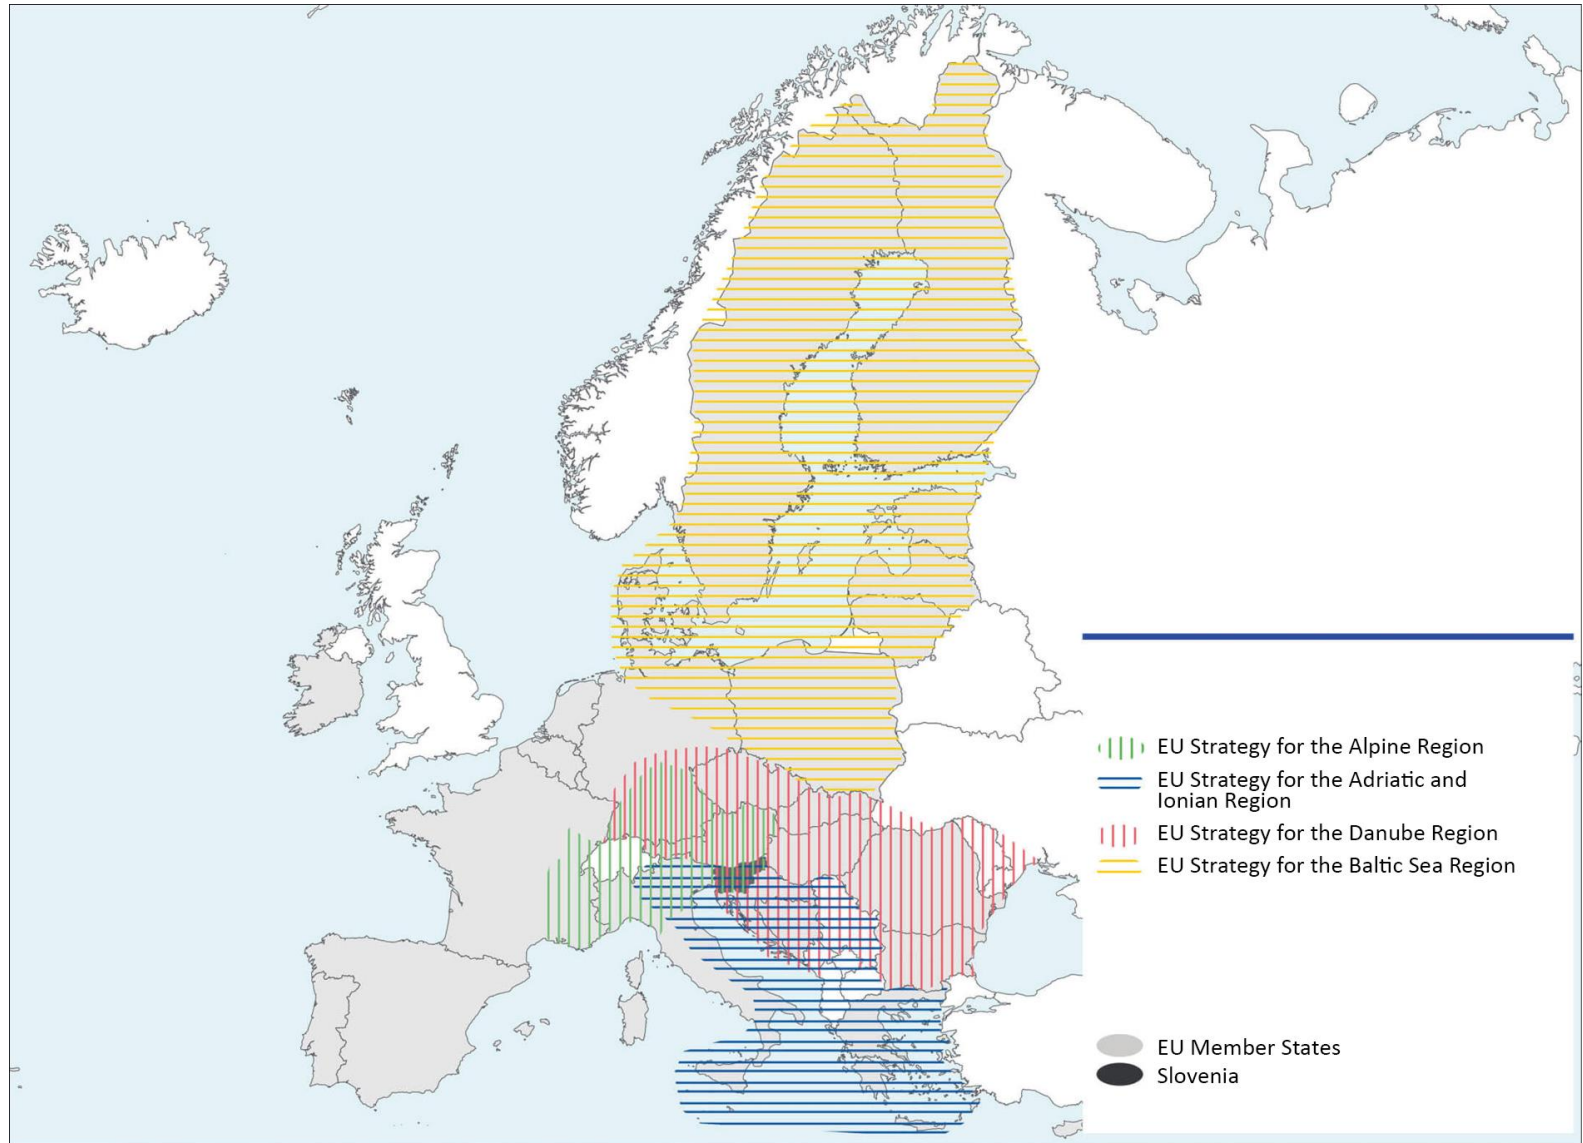 EU Strategy for the Alpine Region
EU Strategy for the Adriatic and
Ionian Region
EU Strategy for the Danube Region
EU Strategy for the Baltic Sea Region
EU Member States
Slovenia